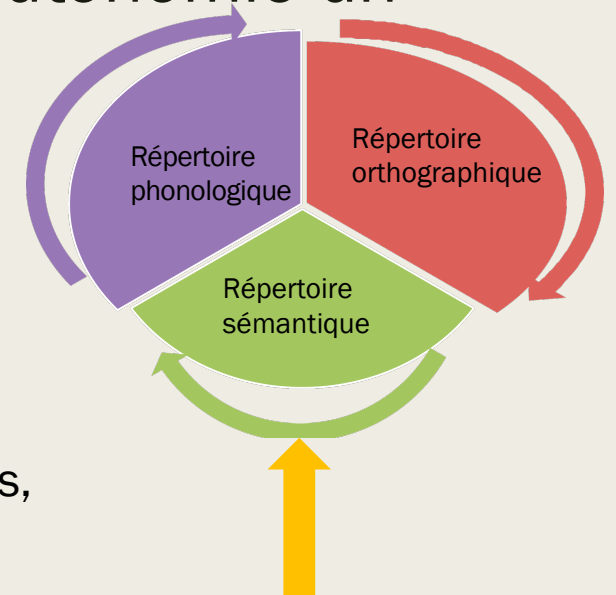 Répertoire
phonologique
Répertoire
orthographique
Répertoire
sémantique
s,